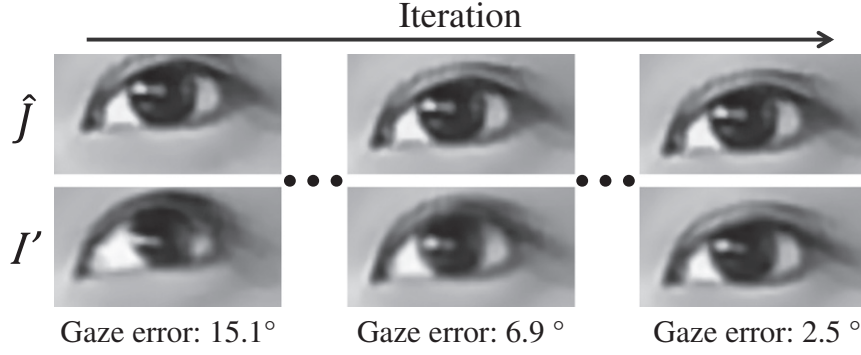 Iteration
Ĵ
I′
Gaze error: 15.1°
Gaze error: 6.9 °
Gaze error: 2.5 °